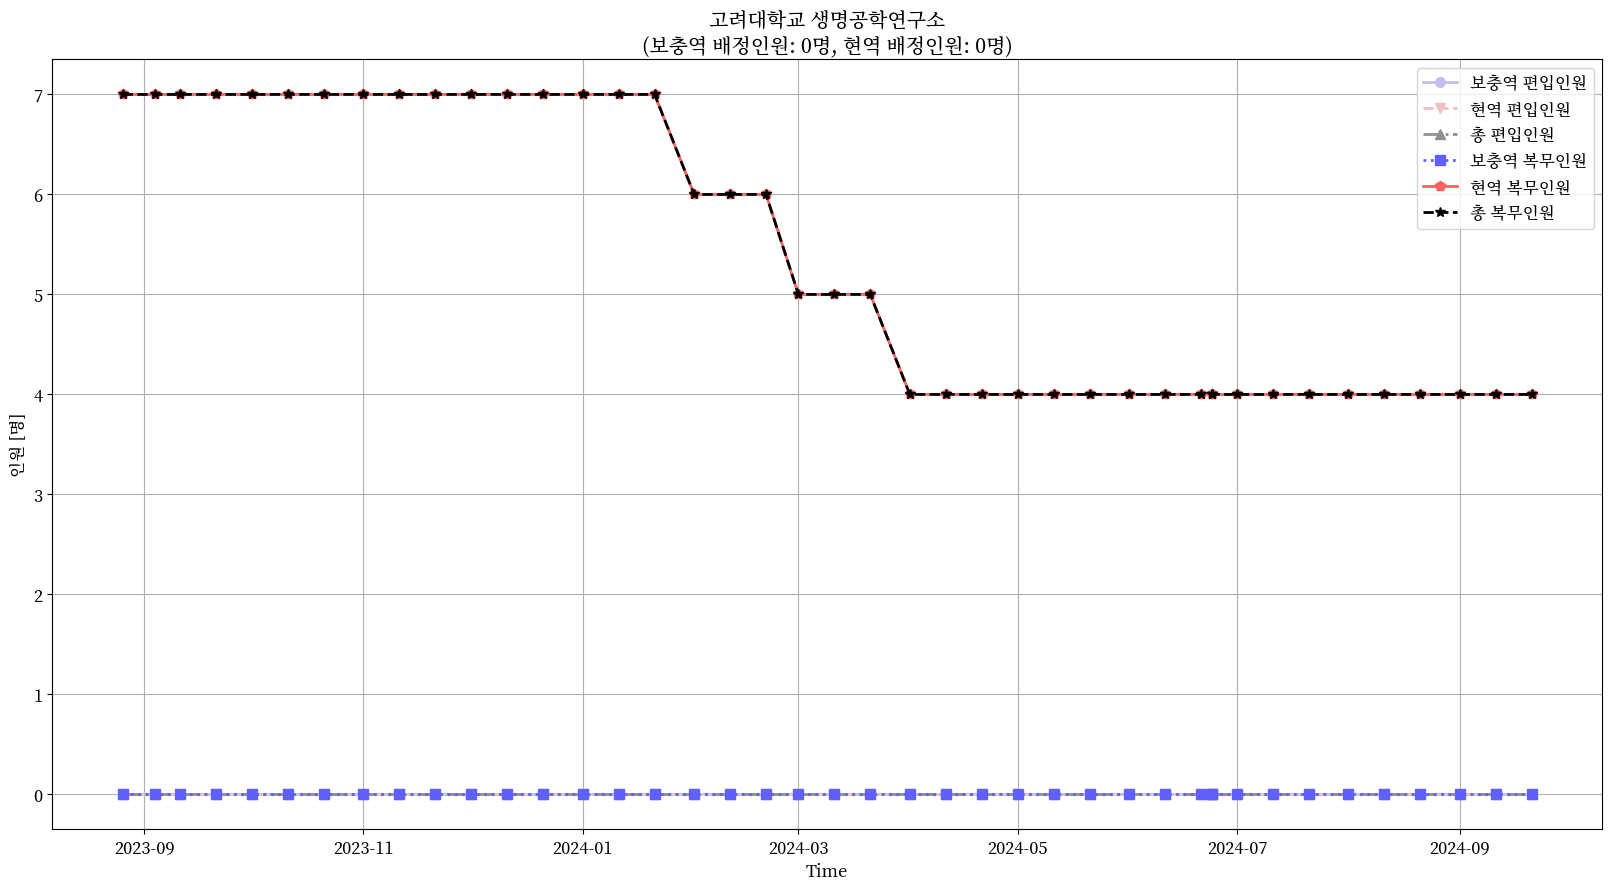 고려대학교 생명공학연구소
(보충역 배정인원: 0명, 현역 배정인원: 0명)
보충역 편입인원
현역 편입인원
총 편입인원
보충역 복무인원
현역 복무인원
총 복무인원
인원 [명]
7
6
5
4
3
2
1
0
2023-09
2023-11
2024-01
2024-03
2024-05
2024-07
2024-09
Time